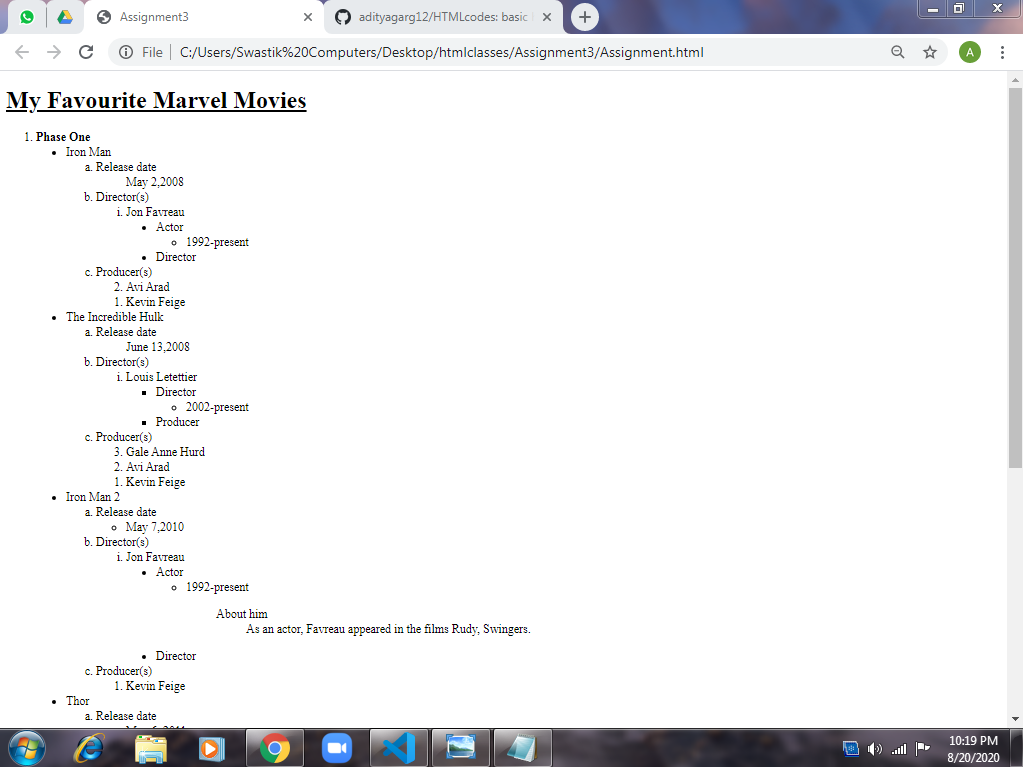 Assignment3
adityagarg12/HTMLcodes: basic
File
C:/Users/Swastik%20Computers/Desktop/htmlclasses/Assignment3/Assignment.html
A
My Favourite Marvel Movies
1. Phase One
• Iron Man
a. Release date
May 2,2008
b. Director(s)
i. Jon Favreau
• Actor
○ 1992-present
• Director
c. Producer(s)
2. Avi Arad
1. Kevin Feige
• The Incredible Hulk
a. Release date
June 13,2008
b. Director(s)
i. Louis Letettier
▪ Director
○ 2002-present
▪ Producer
c. Producer(s)
3. Gale Anne Hurd
2. Avi Arad
1. Kevin Feige
• Iron Man 2
a. Release date
○ May 7,2010
b. Director(s)
i. Jon Favreau
• Actor
○ 1992-present
About him
As an actor, Favreau appeared in the films Rudy, Swingers.
• Director
c. Producer(s)
1. Kevin Feige
• Thor
a. Release date
10:19 PM
8/20/2020